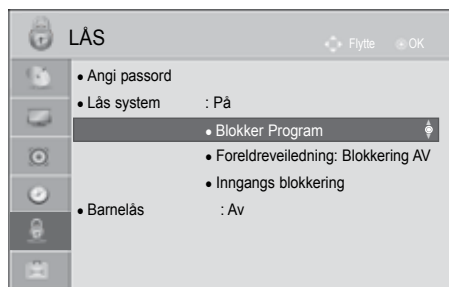 LÅS
Flytte OK
• Angi passord
• Lås system : På
• Blokker Program
• Foreldreveiledning: Blokkering AV
• Inngangs blokkering
• Barnelås : Av